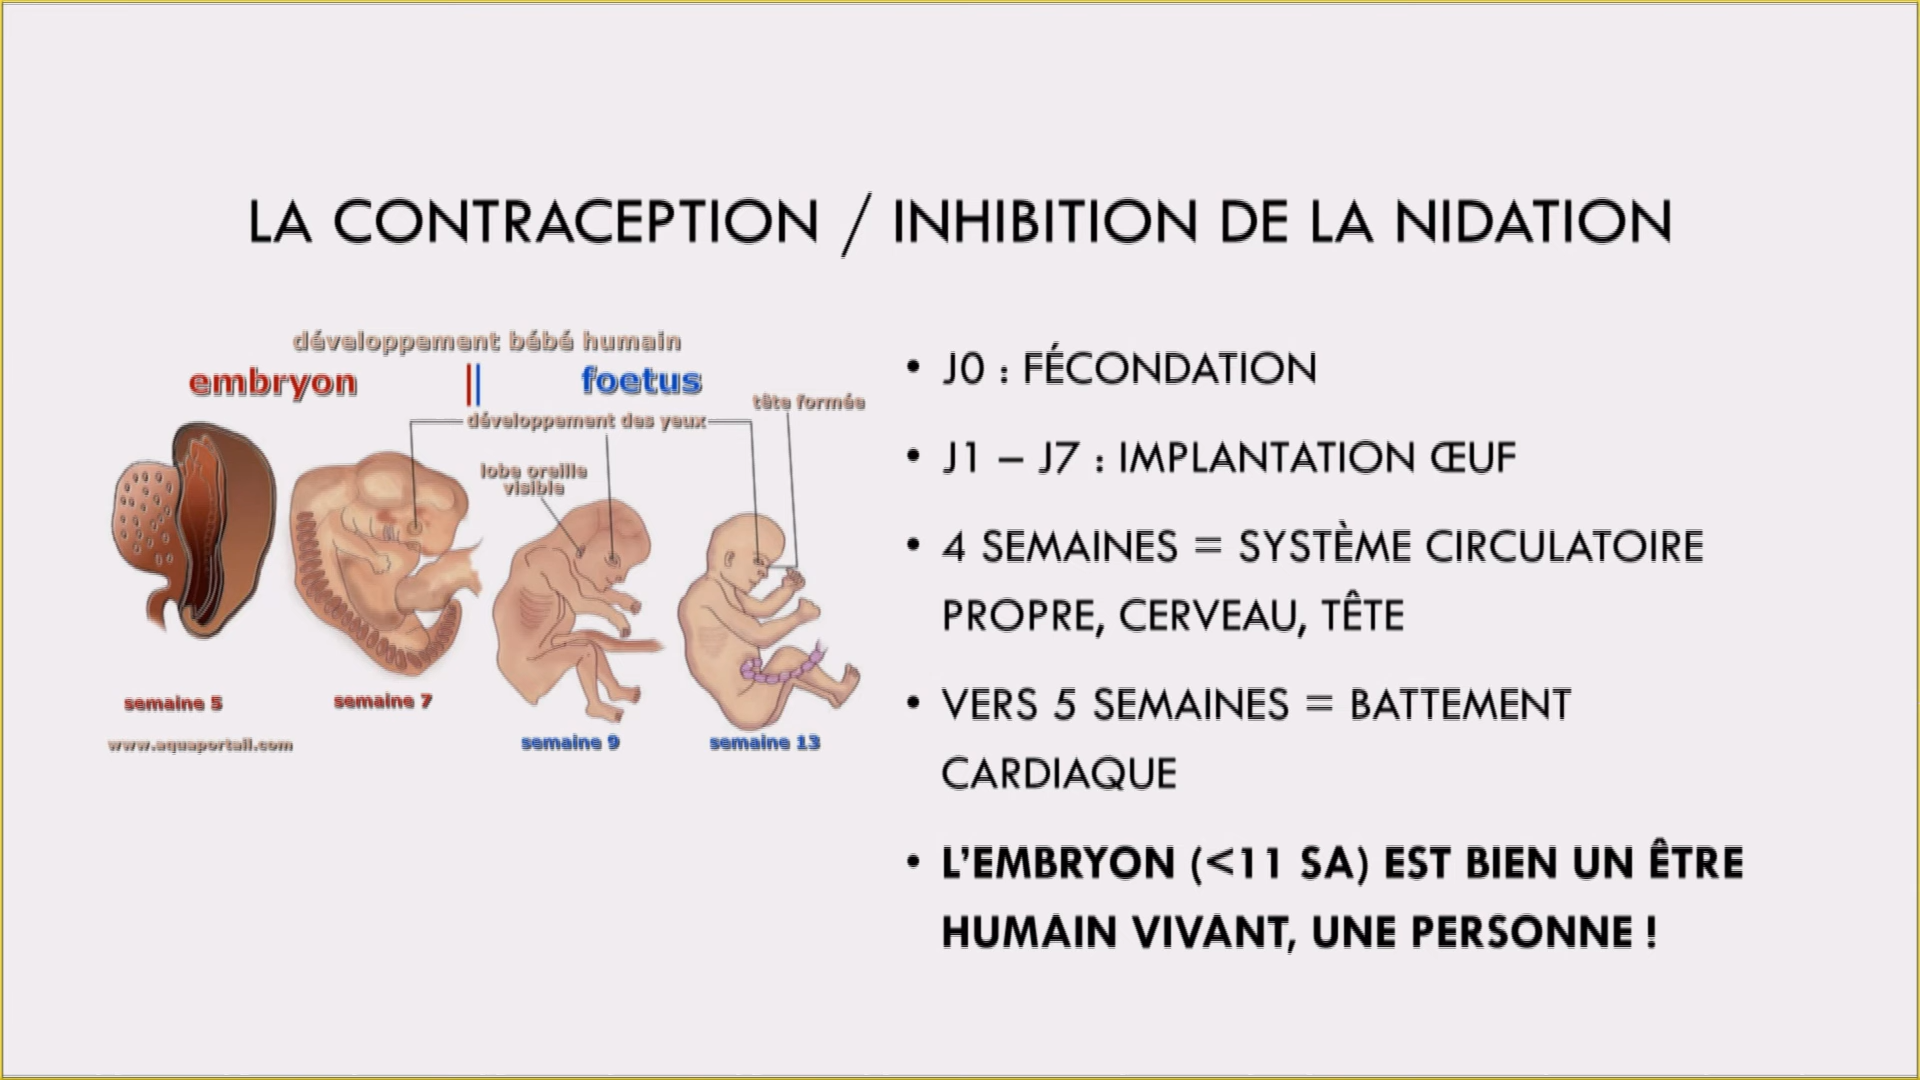 LA CONTRACEPTION / INHIBITION DE LA NIDATION
développement bébé humain
embryon || foetus
tête formée
développement des yeux
lobe oreille
visible
semaine 5
semaine 7
semaine 9
semaine 13
www.aquaportail.com
• J0 : FÉCONDATION
• J1 – J7 : IMPLANTATION ŒUF
• 4 SEMAINES = SYSTÈME CIRCULATOIRE
PROPRE, CERVEAU, TÊTE
• VERS 5 SEMAINES = BATTEMENT
CARDIAQUE
• L’EMBRYON (<11 SA) EST BIEN UN ÊTRE
HUMAIN VIVANT, UNE PERSONNE !